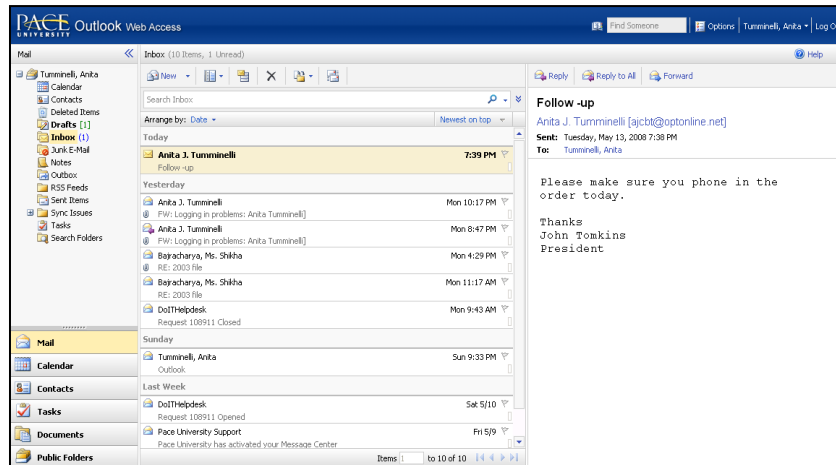 PACE UNIVERSITY Outlook Web Access
Find Someone
Options
Tumminelli, Anita
Log O
Mail
Inbox (10 Items, 1 Unread)
Help
Tumminelli, Anita
Calendar
Contacts
Deleted Items
Drafts [1]
Inbox (1)
Junk E-Mail
Notes
Outbox
RSS Feeds
Sent Items
Sync Issues
Tasks
Search Folders
Mail
Calendar
Contacts
Tasks
Documents
Public Folders
New
Search Inbox
Arrange by: Date
Newest on top
Today
Anita J. Tumminelli 7:39 PM
Follow -up
Yesterday
Anita J. Tumminelli Mon 10:17 PM
FW: Logging in problems: Anita Tumminelli]
Anita J. Tumminelli Mon 8:47 PM
FW: Logging in problems: Anita Tumminelli]
Bajracharya, Ms. Shikha Mon 4:29 PM
RE: 2003 file
Bajracharya, Ms. Shikha Mon 11:17 AM
RE: 2003 file
DoITHelpdesk Mon 9:43 AM
Request 108911 Closed
Sunday
Tumminelli, Anita Sun 9:33 PM
Outlook
Last Week
DoITHelpdesk Sat 5/10
Request 108911 Opened
Pace University Support Fri 5/9
Pace University has activated your Message Center
Items 1 to 10 of 10
Reply
Reply to All
Forward
Follow -up
Anita J. Tumminelli [ajcbt@optonline.net]
Sent: Tuesday, May 13, 2008 7:38 PM
To: Tumminelli, Anita
Please make sure you phone in the
order today.
Thanks
John Tomkins
President